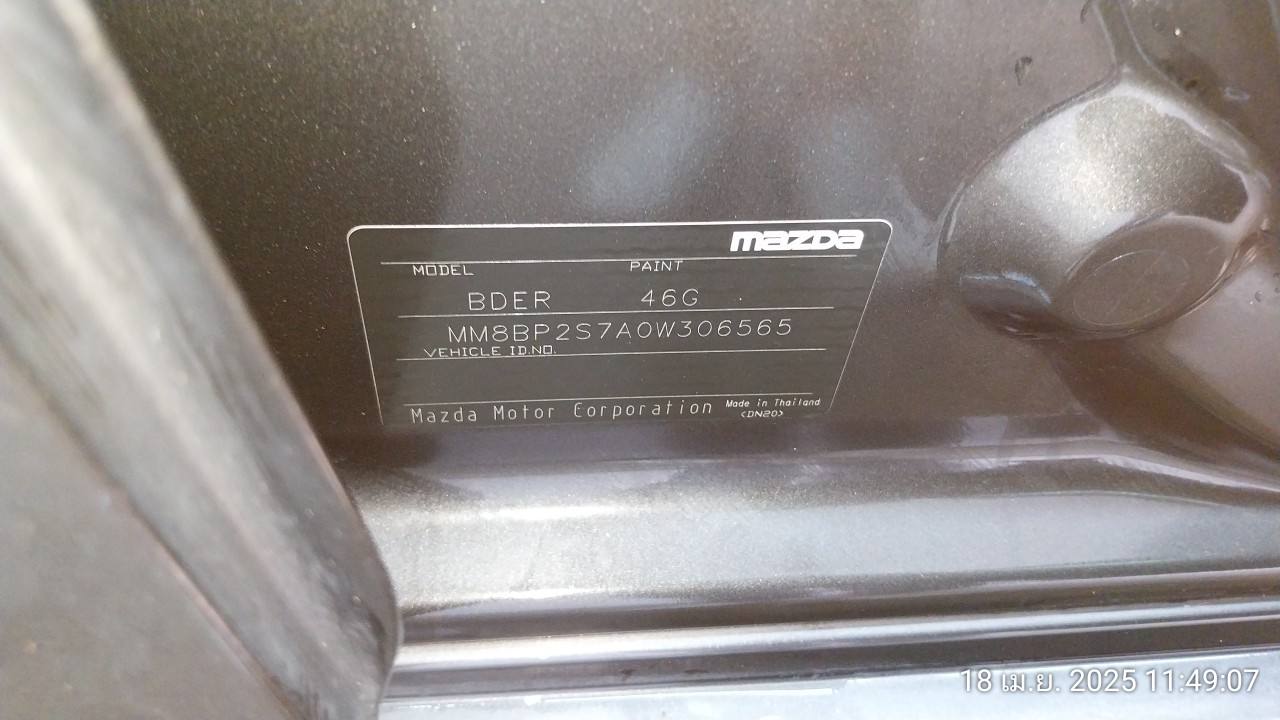 mazda
MODEL PAINT
BDER 46G
MM8BP2S7A0W306565
VEHICLE ID.NO.
Mazda Motor Corporation Made in Thailand
<DN20>
18 เม.ย. 2025 11:49:07